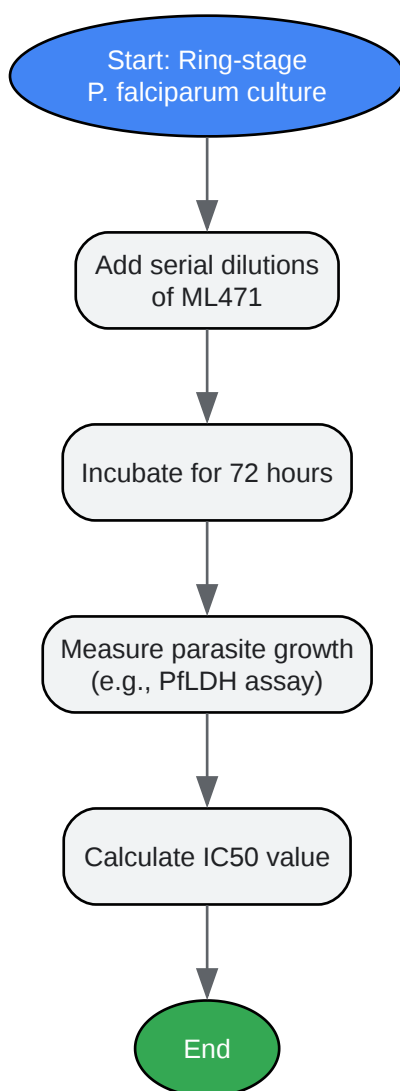 Start: Ring-stage
P. falciparum culture
Add serial dilutions
of ML471
Incubate for 72 hours
Measure parasite growth
(e.g., PfLDH assay)
Calculate IC50 value
End